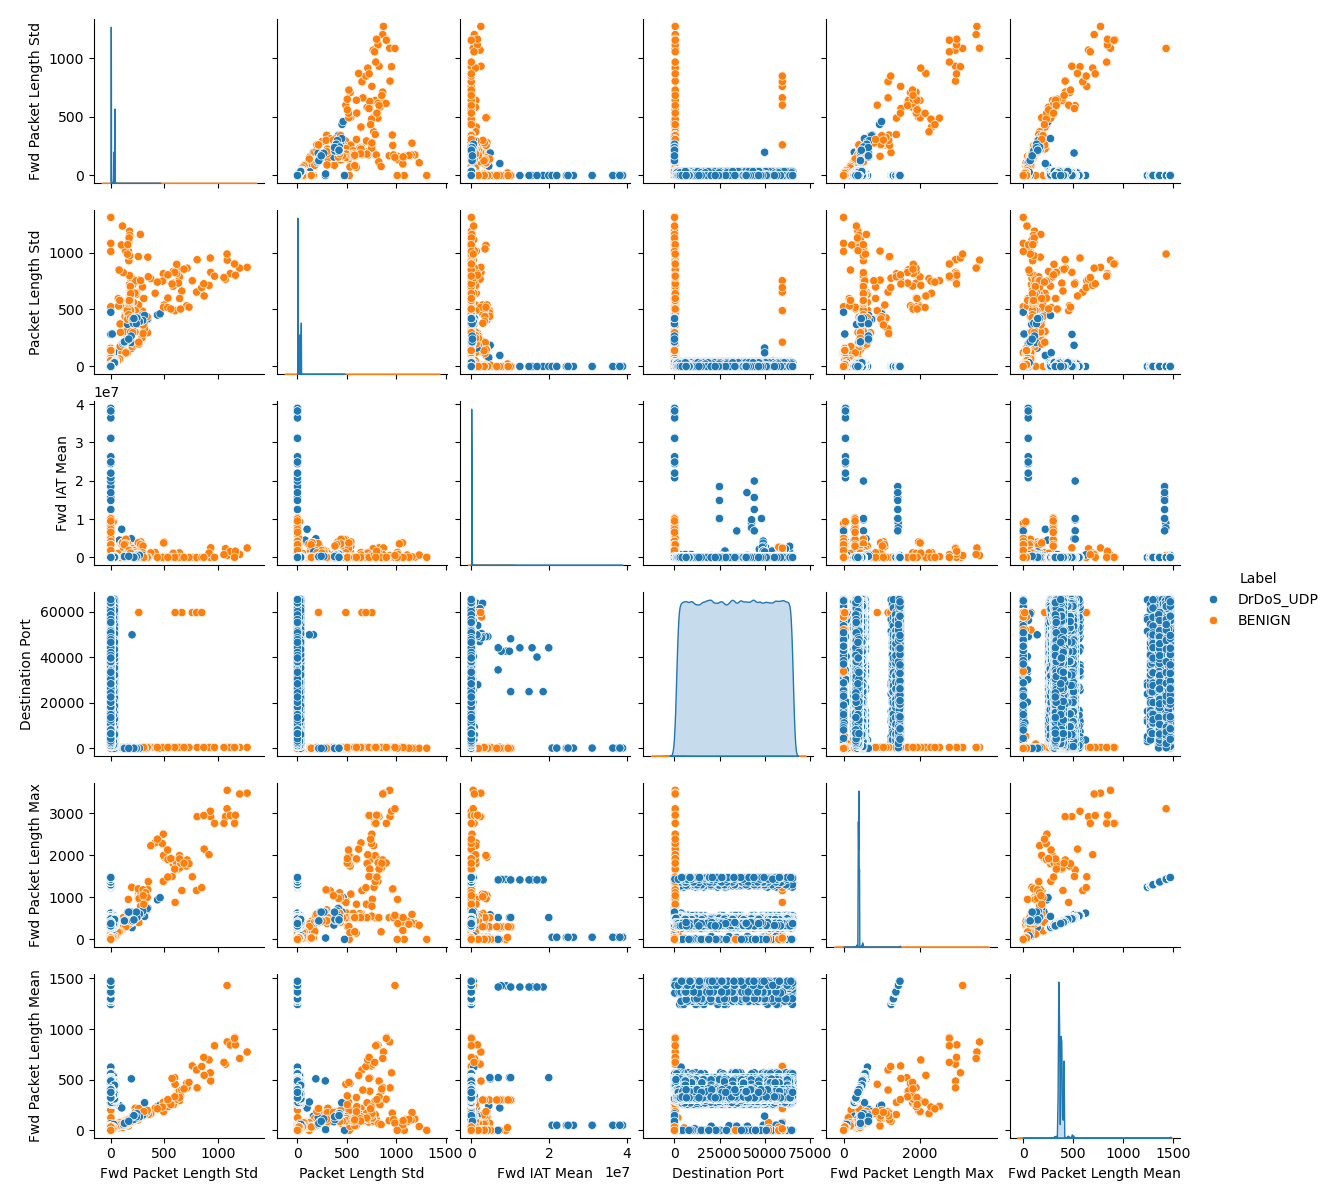 Fwd Packet Length Std
1000
500
0
Packet Length Std
1000
500
0
1e7
Fwd IAT Mean
4
3
2
1
0
Label
DrDoS_UDP
BENIGN
Destination Port
60000
40000
20000
0
Fwd Packet Length Max
3000
2000
1000
0
Fwd Packet Length Mean
1500
1000
500
0
0 500 1000
0 500 1000 1500
0 2 4
0 25000 50000 75000
0 2000
0 500 1000 1500
1e7
Fwd Packet Length Std
Packet Length Std
Fwd IAT Mean
Destination Port
Fwd Packet Length Max
Fwd Packet Length Mean